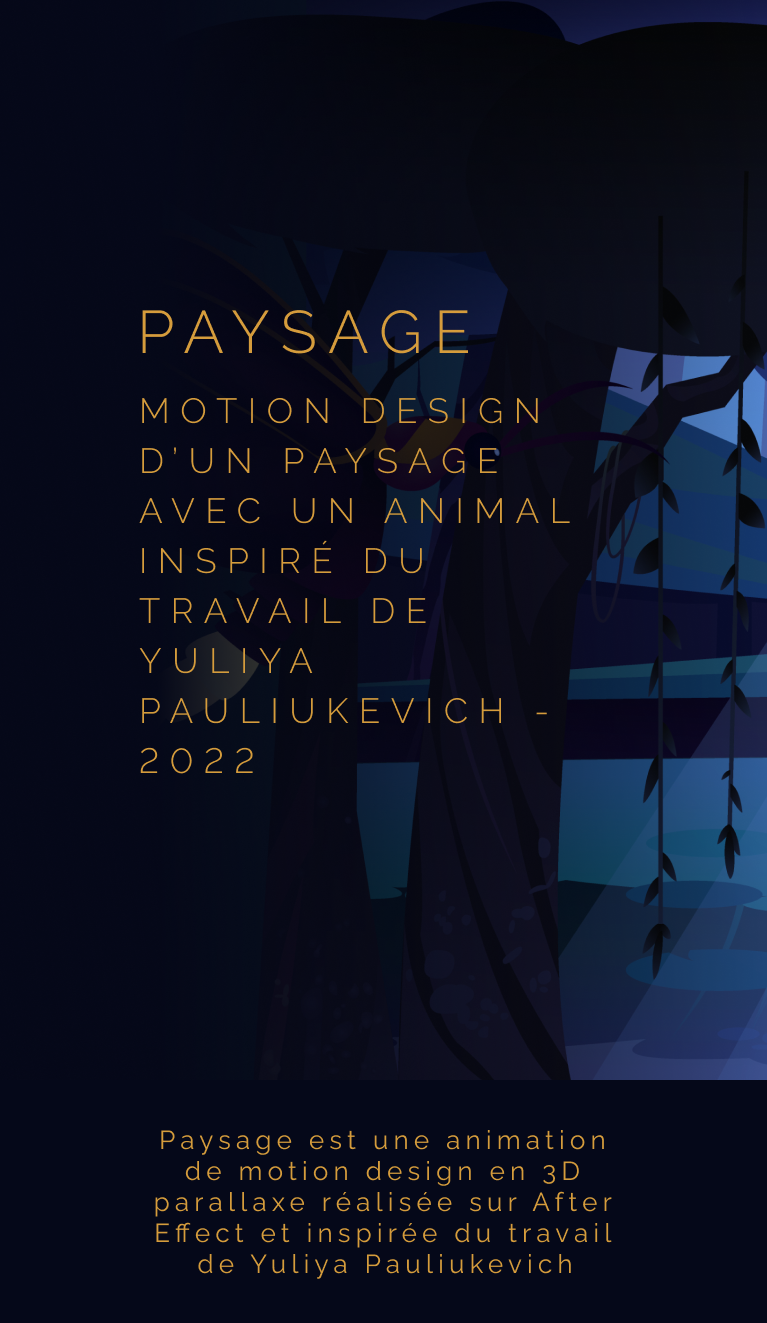 PAYSAGE
MOTION DESIGN
D’UN PAYSAGE
AVEC UN ANIMAL
INSPIRÉ DU
TRAVAIL DE
YULIYA
PAULIUKEVICH -
2022
Paysage est une animation
de motion design en 3D
parallaxe réalisée sur After
Effect et inspirée du travail
de Yuliya Pauliukevich